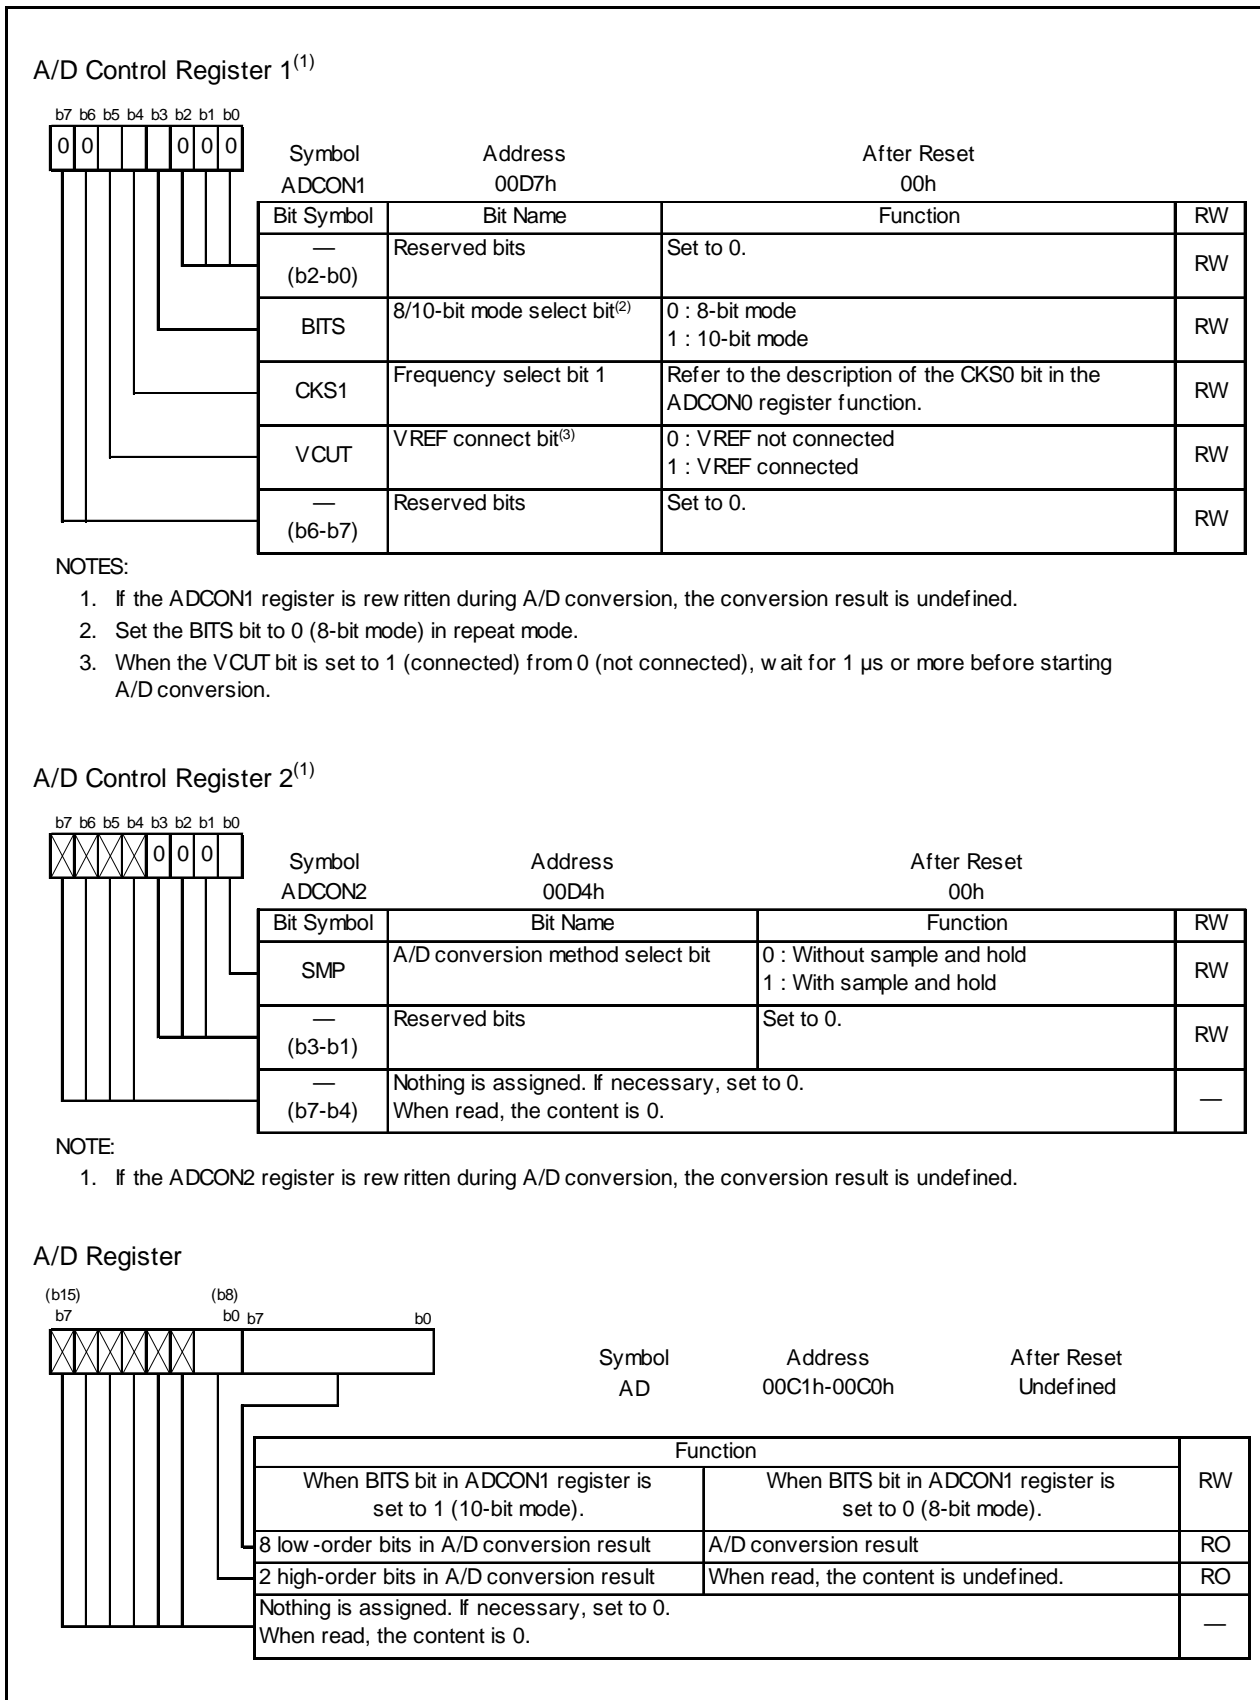 A/D Control Register 1(1)
b7 b6 b5 b4 b3 b2 b1 b0
0 0 0 0 0
Symbol Address After Reset
ADCON1 00D7h 00h
Bit Symbol Bit Name Function RW
— (b2-b0) Reserved bits Set to 0. RW
BITS 8/10-bit mode select bit(2) 0 : 8-bit mode
1 : 10-bit mode RW
CKS1 Frequency select bit 1 Refer to the description of the CKS0 bit in the
ADCON0 register function. RW
VCUT VREF connect bit(3) 0 : VREF not connected
1 : VREF connected RW
— (b6-b7) Reserved bits Set to 0. RW
NOTES:
1. If the ADCON1 register is rewritten during A/D conversion, the conversion result is undefined.
2. Set the BITS bit to 0 (8-bit mode) in repeat mode.
3. When the VCUT bit is set to 1 (connected) from 0 (not connected), wait for 1 µs or more before starting
A/D conversion.
A/D Control Register 2(1)
b7 b6 b5 b4 b3 b2 b1 b0
0 0 0
Symbol Address After Reset
ADCON2 00D4h 00h
Bit Symbol Bit Name Function RW
SMP A/D conversion method select bit 0 : Without sample and hold
1 : With sample and hold RW
— (b3-b1) Reserved bits Set to 0. RW
— (b7-b4) Nothing is assigned. If necessary, set to 0.
When read, the content is 0. —
NOTE:
1. If the ADCON2 register is rewritten during A/D conversion, the conversion result is undefined.
A/D Register
(b15) (b8)
b7 b0 b7 b0
Symbol Address After Reset
AD 00C1h-00C0h Undefined
Function RW
When BITS bit in ADCON1 register is
set to 1 (10-bit mode).
When BITS bit in ADCON1 register is
set to 0 (8-bit mode).
8 low-order bits in A/D conversion result A/D conversion result RO
2 high-order bits in A/D conversion result When read, the content is undefined. RO
Nothing is assigned. If necessary, set to 0.
When read, the content is 0. —